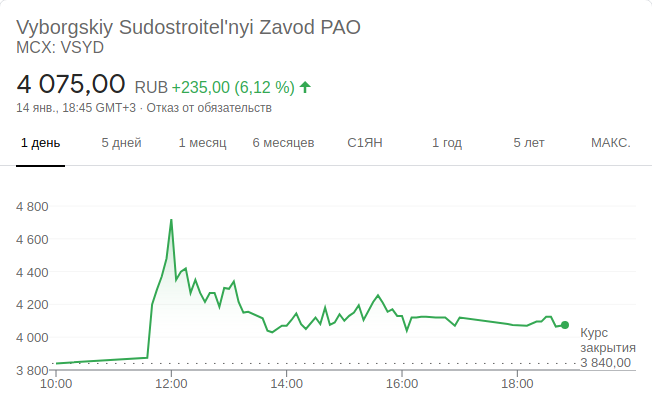 Vyborgskiy Sudostroitel'nyi Zavod PAO
MCX: VSYD
4 075,00 RUB +235,00 (6,12 %)
14 янв., 18:45 GMT+3 · Отказ от обязательств
1 день 5 дней 1 месяц 6 месяцев С1ЯН 1 год 5 лет МАКС.
4 800
4 600
4 400
4 200
4 000
3 800
Курс
закрытия
3 840,00
10:00 12:00 14:00 16:00 18:00